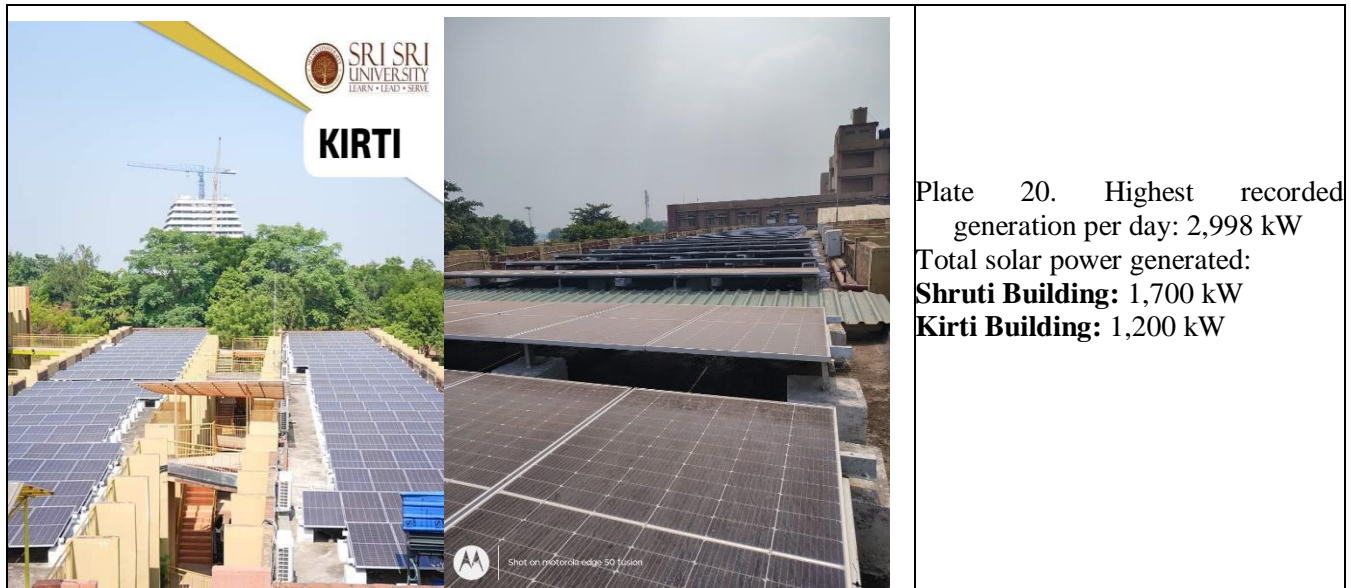 SRI SRI
UNIVERSITY
LEARN • LEAD • SERVE
KIRTI
Shot on motorola edge 50 fusion
Plate 20. Highest recorded
generation per day: 2,998 kW
Total solar power generated:
Shruti Building: 1,700 kW
Kirti Building: 1,200 kW